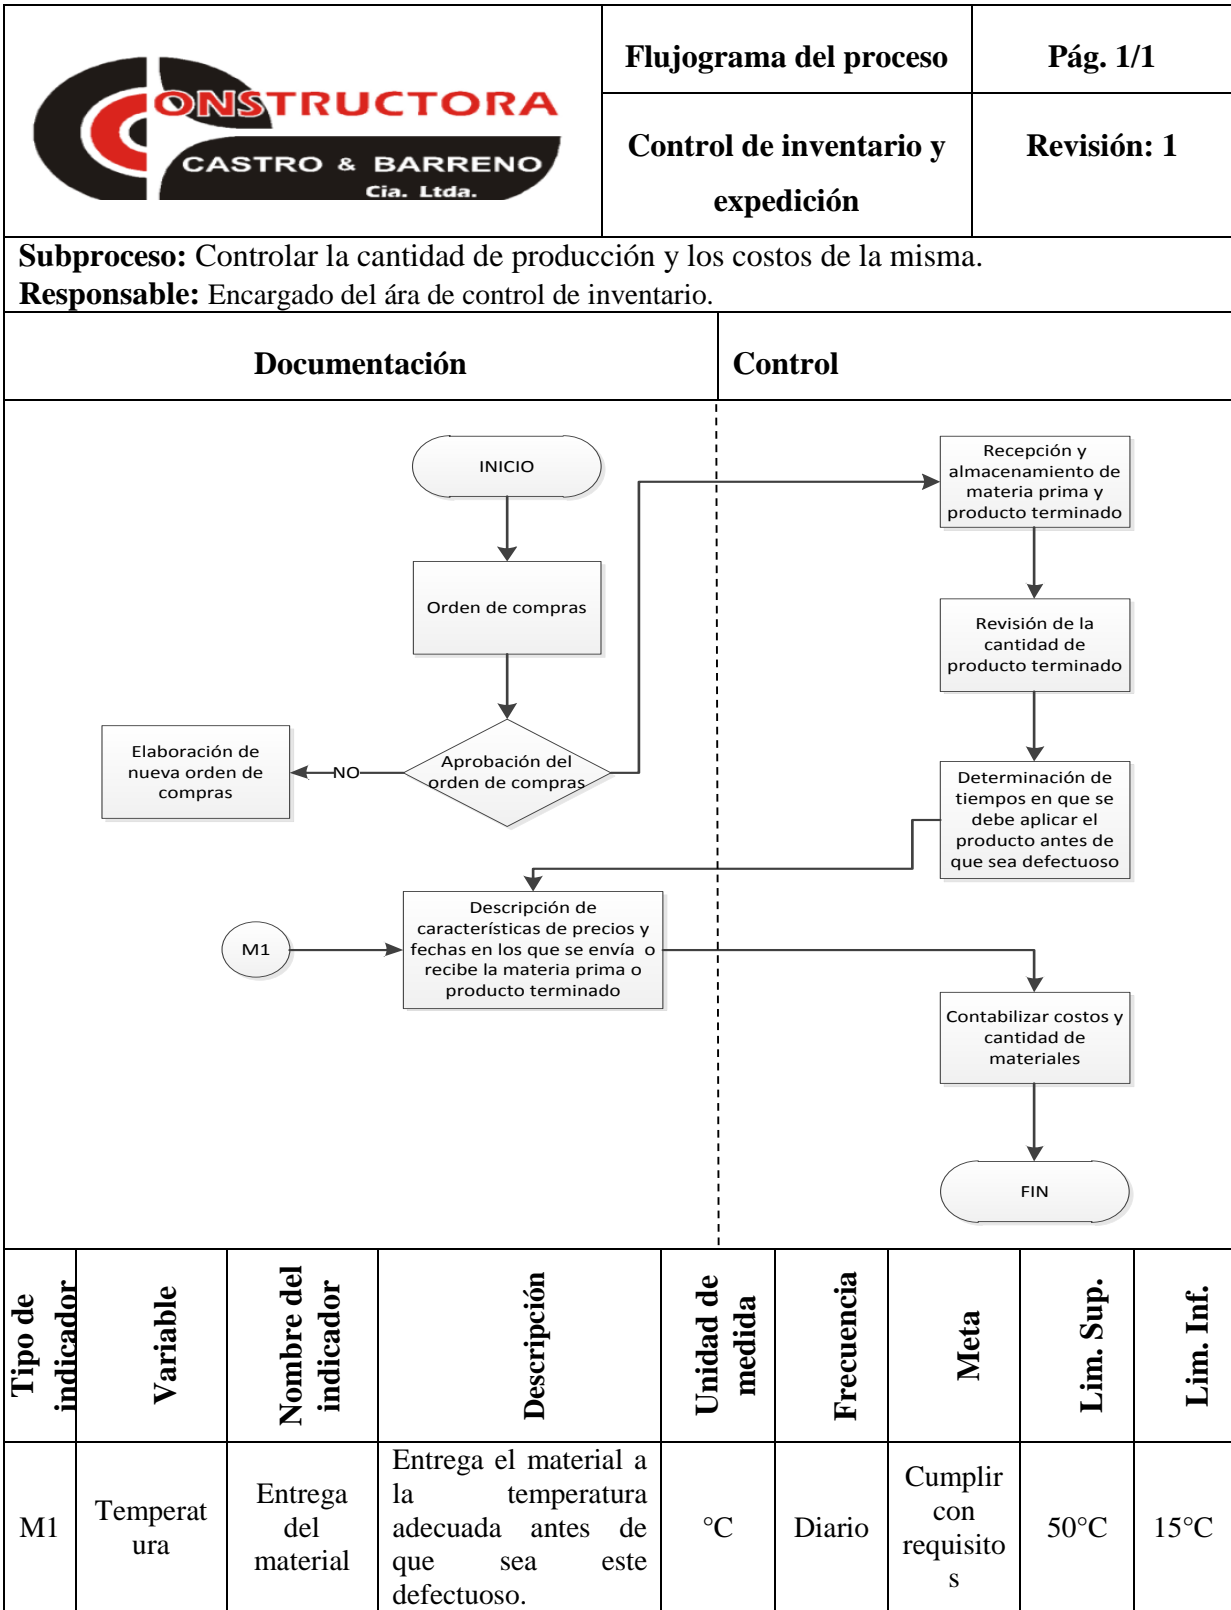 CONSTRUCTORA
CASTRO & BARRENO
Cia. Ltda.
Flujograma del proceso
Pág. 1/1
Control de inventario y
expedición
Revisión: 1
Subproceso: Controlar la cantidad de producción y los costos de la misma.
Responsable: Encargado del ára de control de inventario.
Documentación
Control
INICIO
Orden de compras
Aprobación del
orden de compras
NO
Elaboración de
nueva orden de
compras
Recepción y
almacenamiento de
materia prima y
producto terminado
Revisión de la
cantidad de
producto terminado
Determinación de
tiempos en que se
debe aplicar el
producto antes de
que sea defectuoso
M1
Descripción de
características de precios y
fechas en los que se envía o
recibe la materia prima o
producto terminado
Contabilizar costos y
cantidad de
materiales
FIN
Tipo de
indicador
Variable
Nombre del
indicador
Descripción
Unidad de
medida
Frecuencia
Meta
Lim. Sup.
Lim. Inf.
M1
Temperat
ura
Entrega
del
material
Entrega el material a
la temperatura
adecuada antes de
que sea este
defectuoso.
°C
Diario
Cumplir
con
requisito
s
50°C
15°C